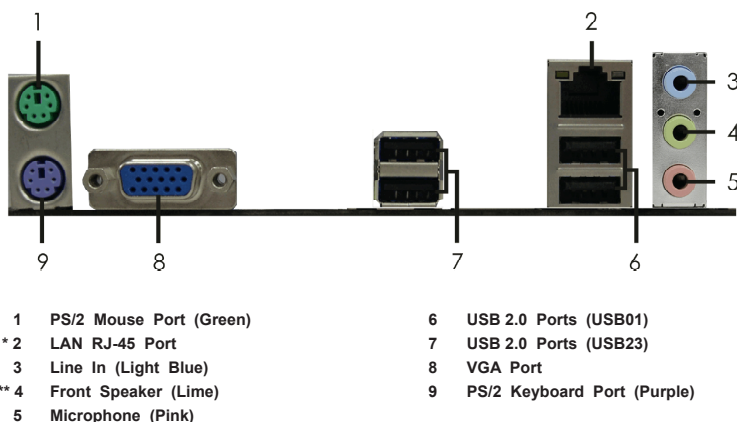 1
2
3
4
5
6
7
8
9
1 PS/2 Mouse Port (Green)
* 2 LAN RJ-45 Port
3 Line In (Light Blue)
** 4 Front Speaker (Lime)
5 Microphone (Pink)
6 USB 2.0 Ports (USB01)
7 USB 2.0 Ports (USB23)
8 VGA Port
9 PS/2 Keyboard Port (Purple)